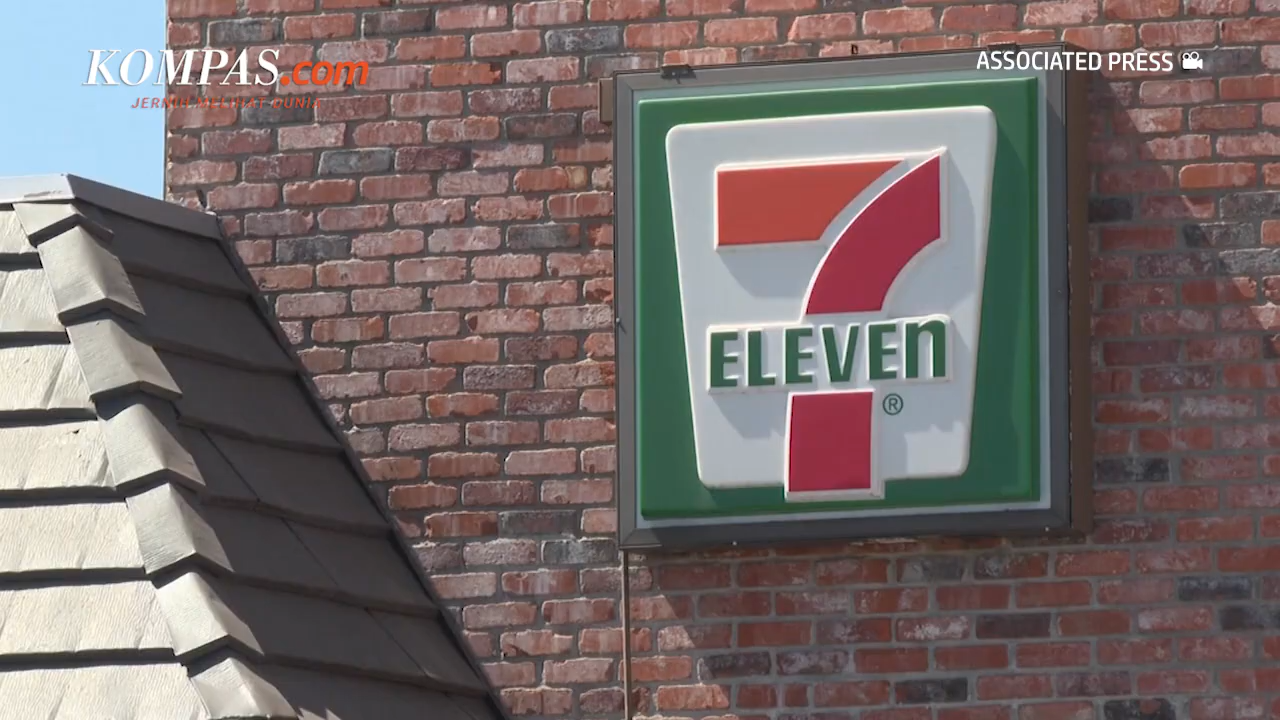 KOMPAS.com
JERNIH MELIHAT DUNIA
ASSOCIATED PRESS
7
ELEVEn
®